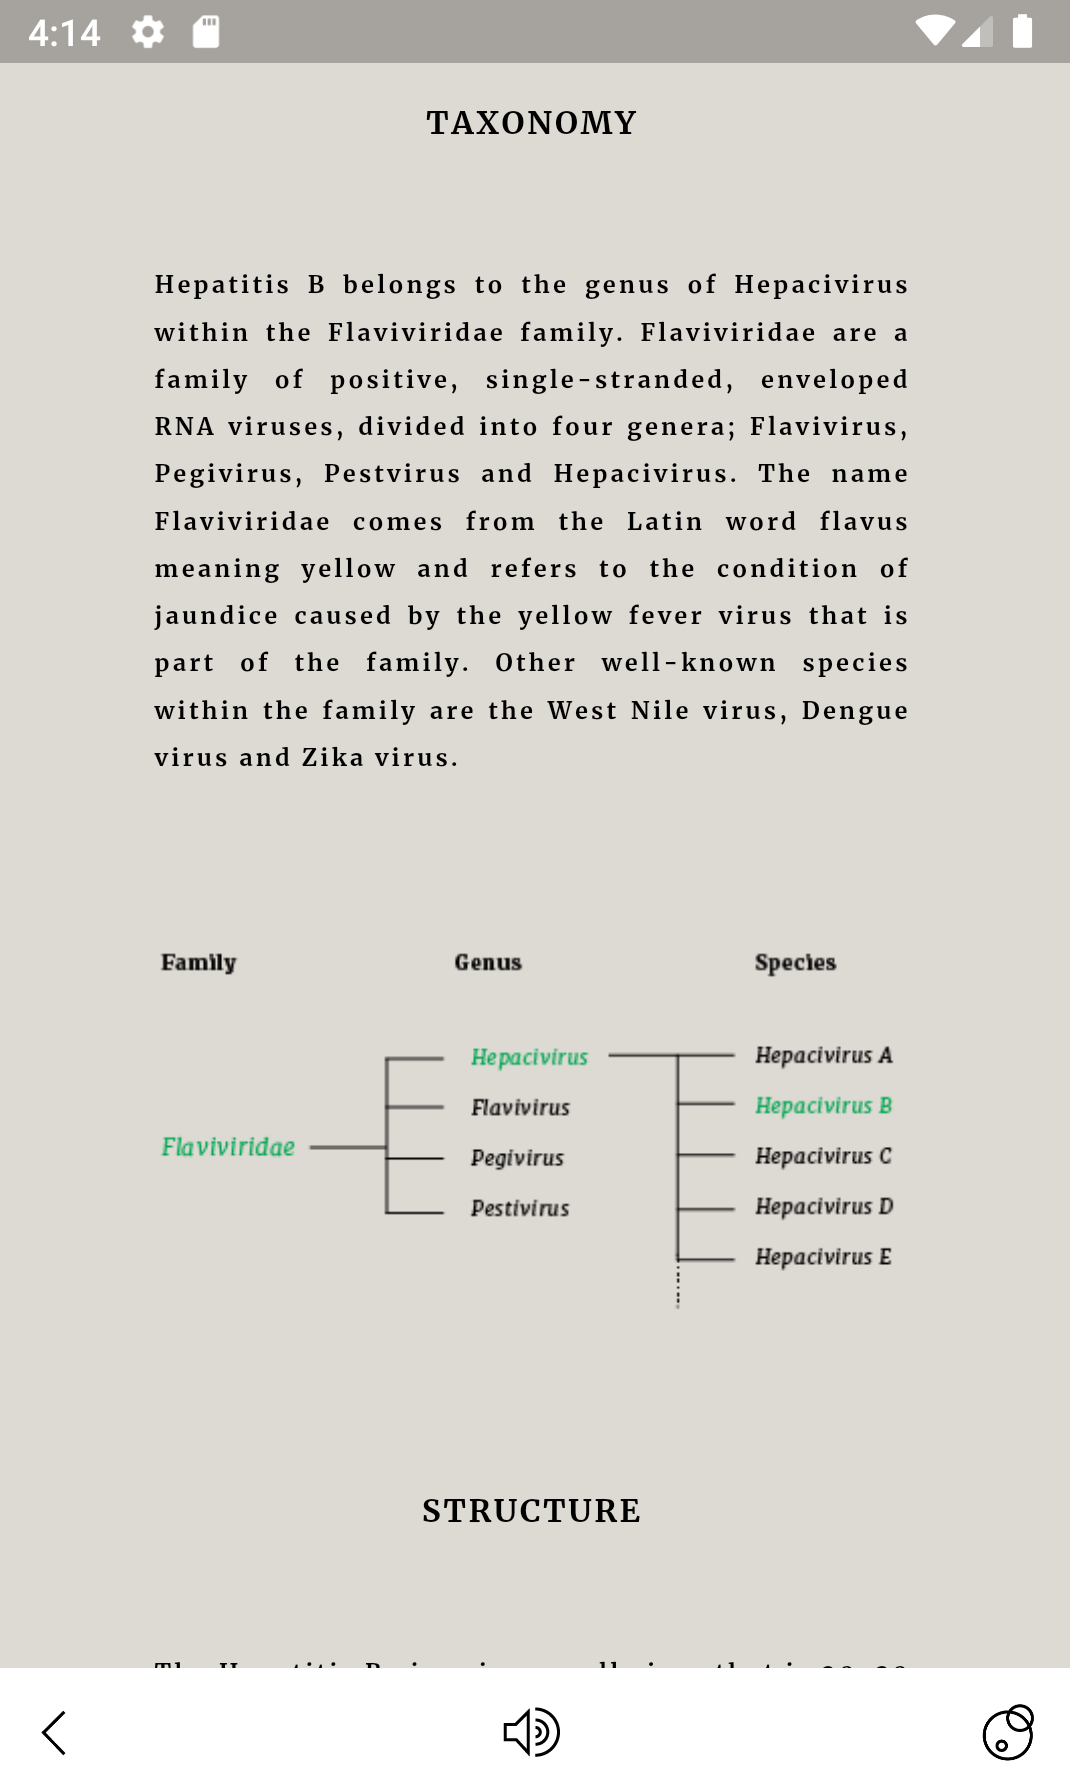 4:14
TAXONOMY
Hepatitis B belongs to the genus of Hepacivirus
within the Flaviviridae family. Flaviviridae are a
family of positive, single-stranded, enveloped
RNA viruses, divided into four genera; Flavivirus,
Pegivirus, Pestvirus and Hepacivirus. The name
Flaviviridae comes from the Latin word flavus
meaning yellow and refers to the condition of
jaundice caused by the yellow fever virus that is
part of the family. Other well-known species
within the family are the West Nile virus, Dengue
virus and Zika virus.
Family Genus Species
Hepacivirus Hepacivirus A
Flavivirus Hepacivirus B
Flaviviridae
Pegivirus Hepacivirus C
Pestivirus Hepacivirus D
Hepacivirus E
STRUCTURE